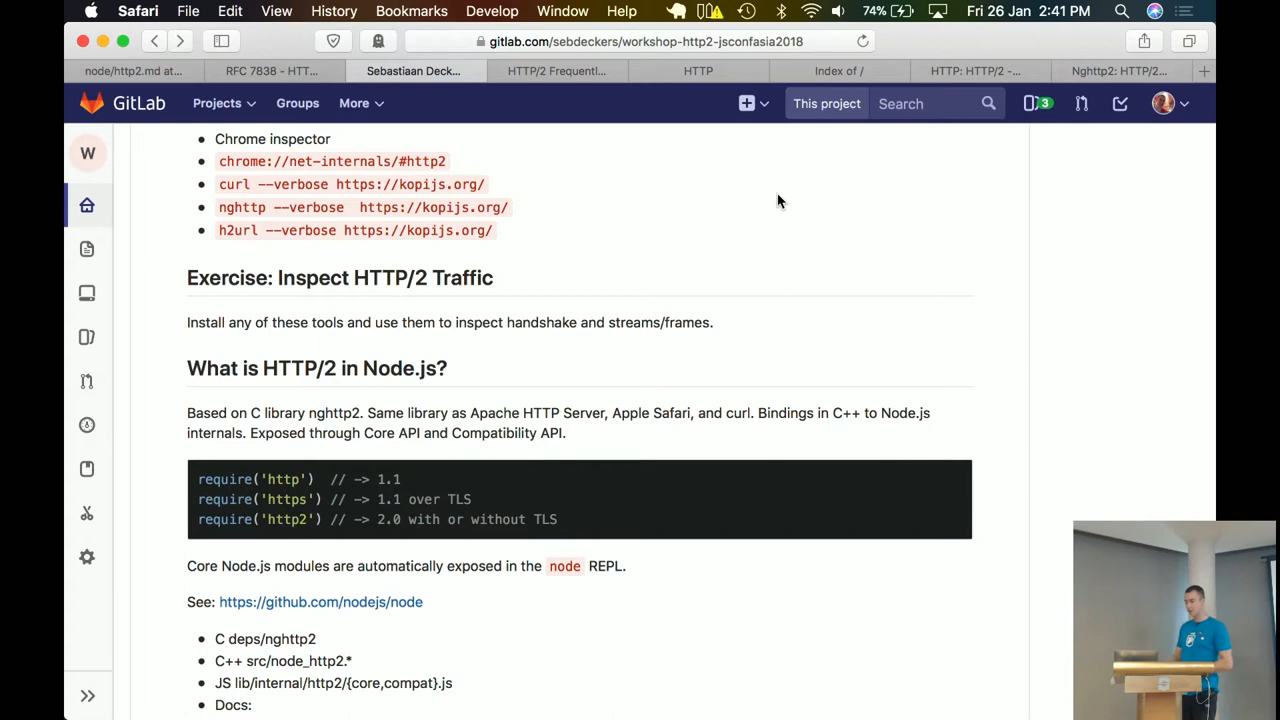 Safari File Edit View History Bookmarks Develop Window Help 74% Fri 26 Jan 2:41 PM
gitlab.com/sebdeckers/workshop-http2-jsconfasia2018
node/http2.md at... RFC 7838 - HTT... Sebastiaan Deck... HTTP/2 Frequentl... HTTP Index of / HTTP: HTTP/2 -... Nghttp2: HTTP/2...
GitLab Projects Groups More This project Search 3
W
Chrome inspector
chrome://net-internals/#http2
curl --verbose https://kopijs.org/
nghttp --verbose  https://kopijs.org/
h2url --verbose https://kopijs.org/
Exercise: Inspect HTTP/2 Traffic
Install any of these tools and use them to inspect handshake and streams/frames.
What is HTTP/2 in Node.js?
Based on C library nghttp2. Same library as Apache HTTP Server, Apple Safari, and curl. Bindings in C++ to Node.js
internals. Exposed through Core API and Compatibility API.
require('http')  // -> 1.1
require('https') // -> 1.1 over TLS
require('http2') // -> 2.0 with or without TLS
Core Node.js modules are automatically exposed in the node REPL.
See: https://github.com/nodejs/node
C deps/nghttp2
C++ src/node_http2.*
JS lib/internal/http2/{core,compat}.js
Docs: